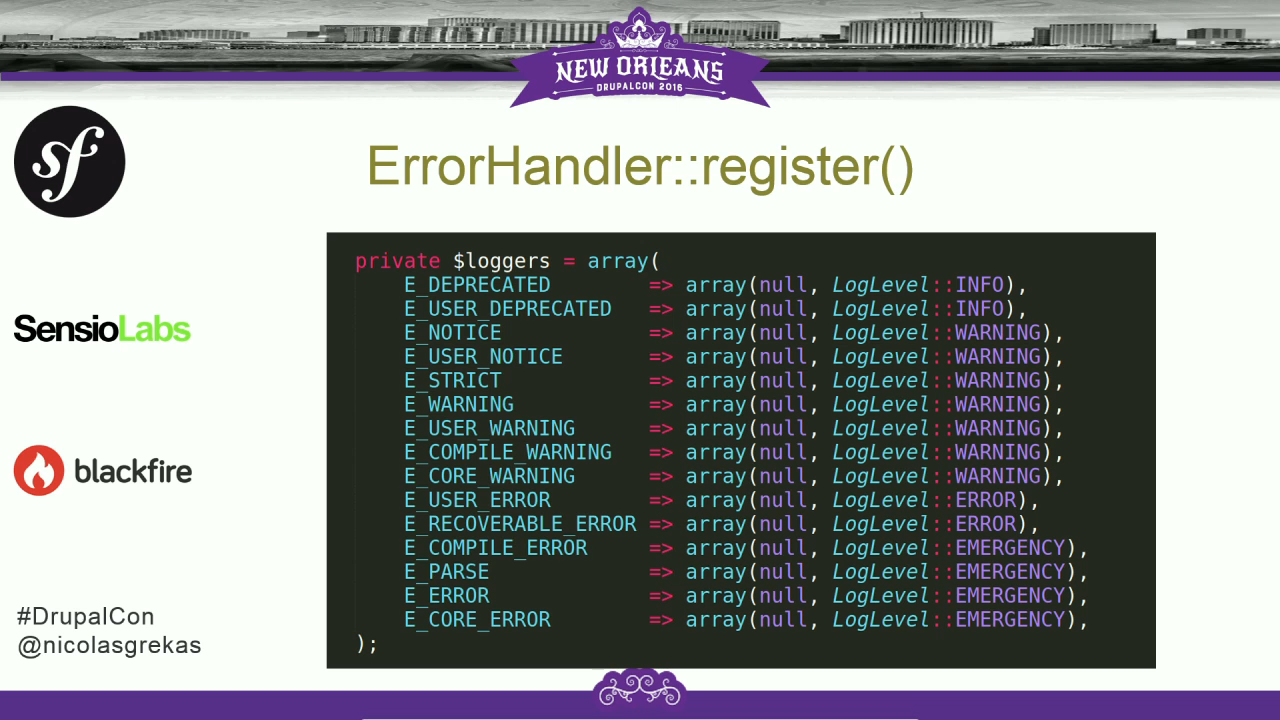 NEW ORLEANS
DRUPALCON 2016
sf
ErrorHandler::register()
SensioLabs
blackfire
#DrupalCon
@nicolasgrekas
private $loggers = array(
    E_DEPRECATED        => array(null, LogLevel::INFO),
    E_USER_DEPRECATED   => array(null, LogLevel::INFO),
    E_NOTICE            => array(null, LogLevel::WARNING),
    E_USER_NOTICE       => array(null, LogLevel::WARNING),
    E_STRICT            => array(null, LogLevel::WARNING),
    E_WARNING           => array(null, LogLevel::WARNING),
    E_USER_WARNING      => array(null, LogLevel::WARNING),
    E_COMPILE_WARNING   => array(null, LogLevel::WARNING),
    E_CORE_WARNING      => array(null, LogLevel::WARNING),
    E_USER_ERROR        => array(null, LogLevel::ERROR),
    E_RECOVERABLE_ERROR => array(null, LogLevel::ERROR),
    E_COMPILE_ERROR     => array(null, LogLevel::EMERGENCY),
    E_PARSE             => array(null, LogLevel::EMERGENCY),
    E_ERROR             => array(null, LogLevel::EMERGENCY),
    E_CORE_ERROR        => array(null, LogLevel::EMERGENCY),
);